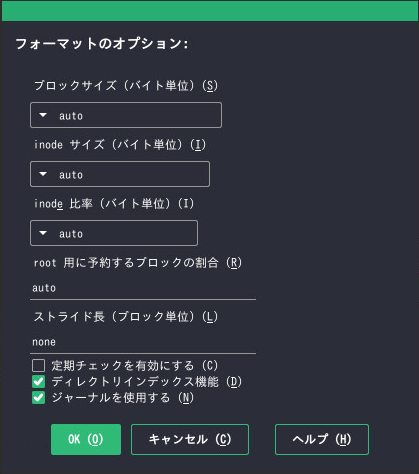 フォーマットのオプション:
ブロックサイズ (バイト単位) (S)
auto
inode サイズ (バイト単位) (I)
auto
inode 比率 (バイト単位) (I)
auto
root 用に予約するブロックの割合 (R)
auto
ストライド長 (ブロック単位) (L)
none
定期チェックを有効にする (C)
ディレクトリインデックス機能 (D)
ジャーナルを使用する (N)
OK (O) キャンセル (C) ヘルプ (H)